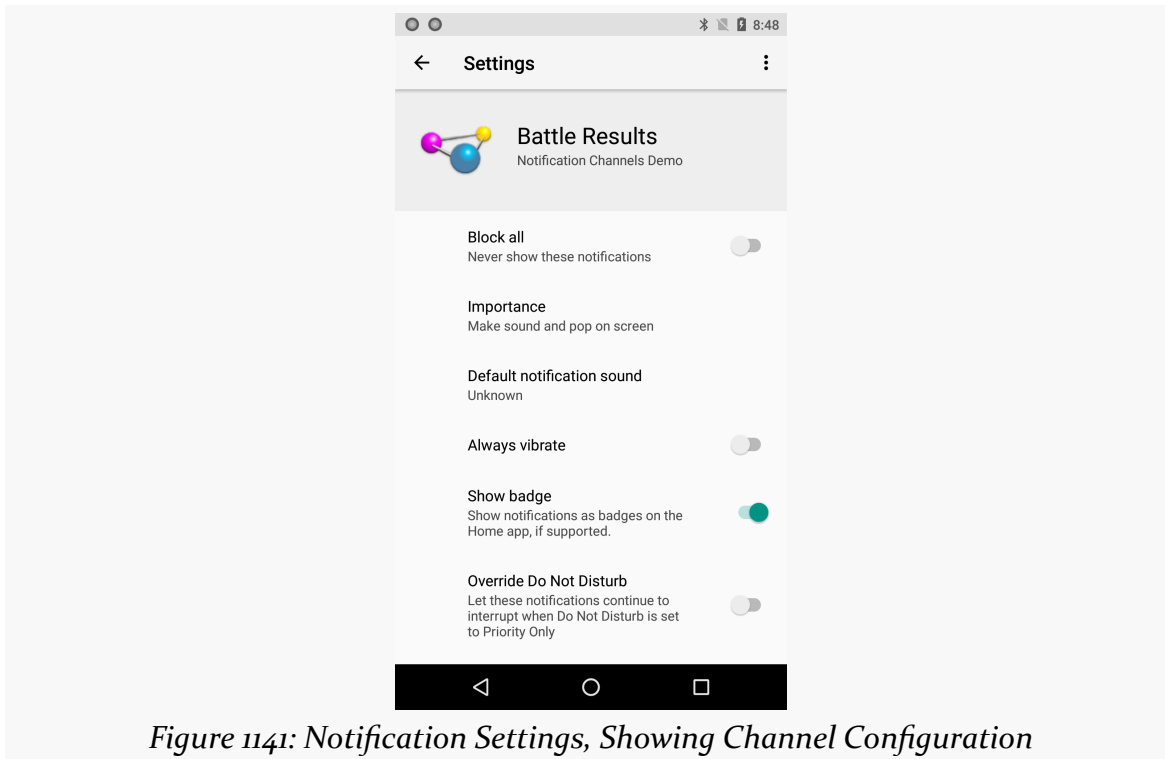 8:48
Settings
Battle Results
Notification Channels Demo
Block all
Never show these notifications
Importance
Make sound and pop on screen
Default notification sound
Unknown
Always vibrate
Show badge
Show notifications as badges on the
Home app, if supported.
Override Do Not Disturb
Let these notifications continue to
interrupt when Do Not Disturb is set
to Priority Only
Figure 1141: Notification Settings, Showing Channel Configuration